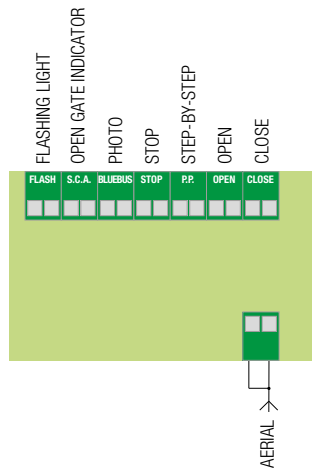 FLASHING LIGHT
OPEN GATE INDICATOR
PHOTO
STOP
STEP-BY-STEP
OPEN
CLOSE
FLASH
S.C.A.
BLUEBUS
STOP
P.P.
OPEN
CLOSE
AERIAL